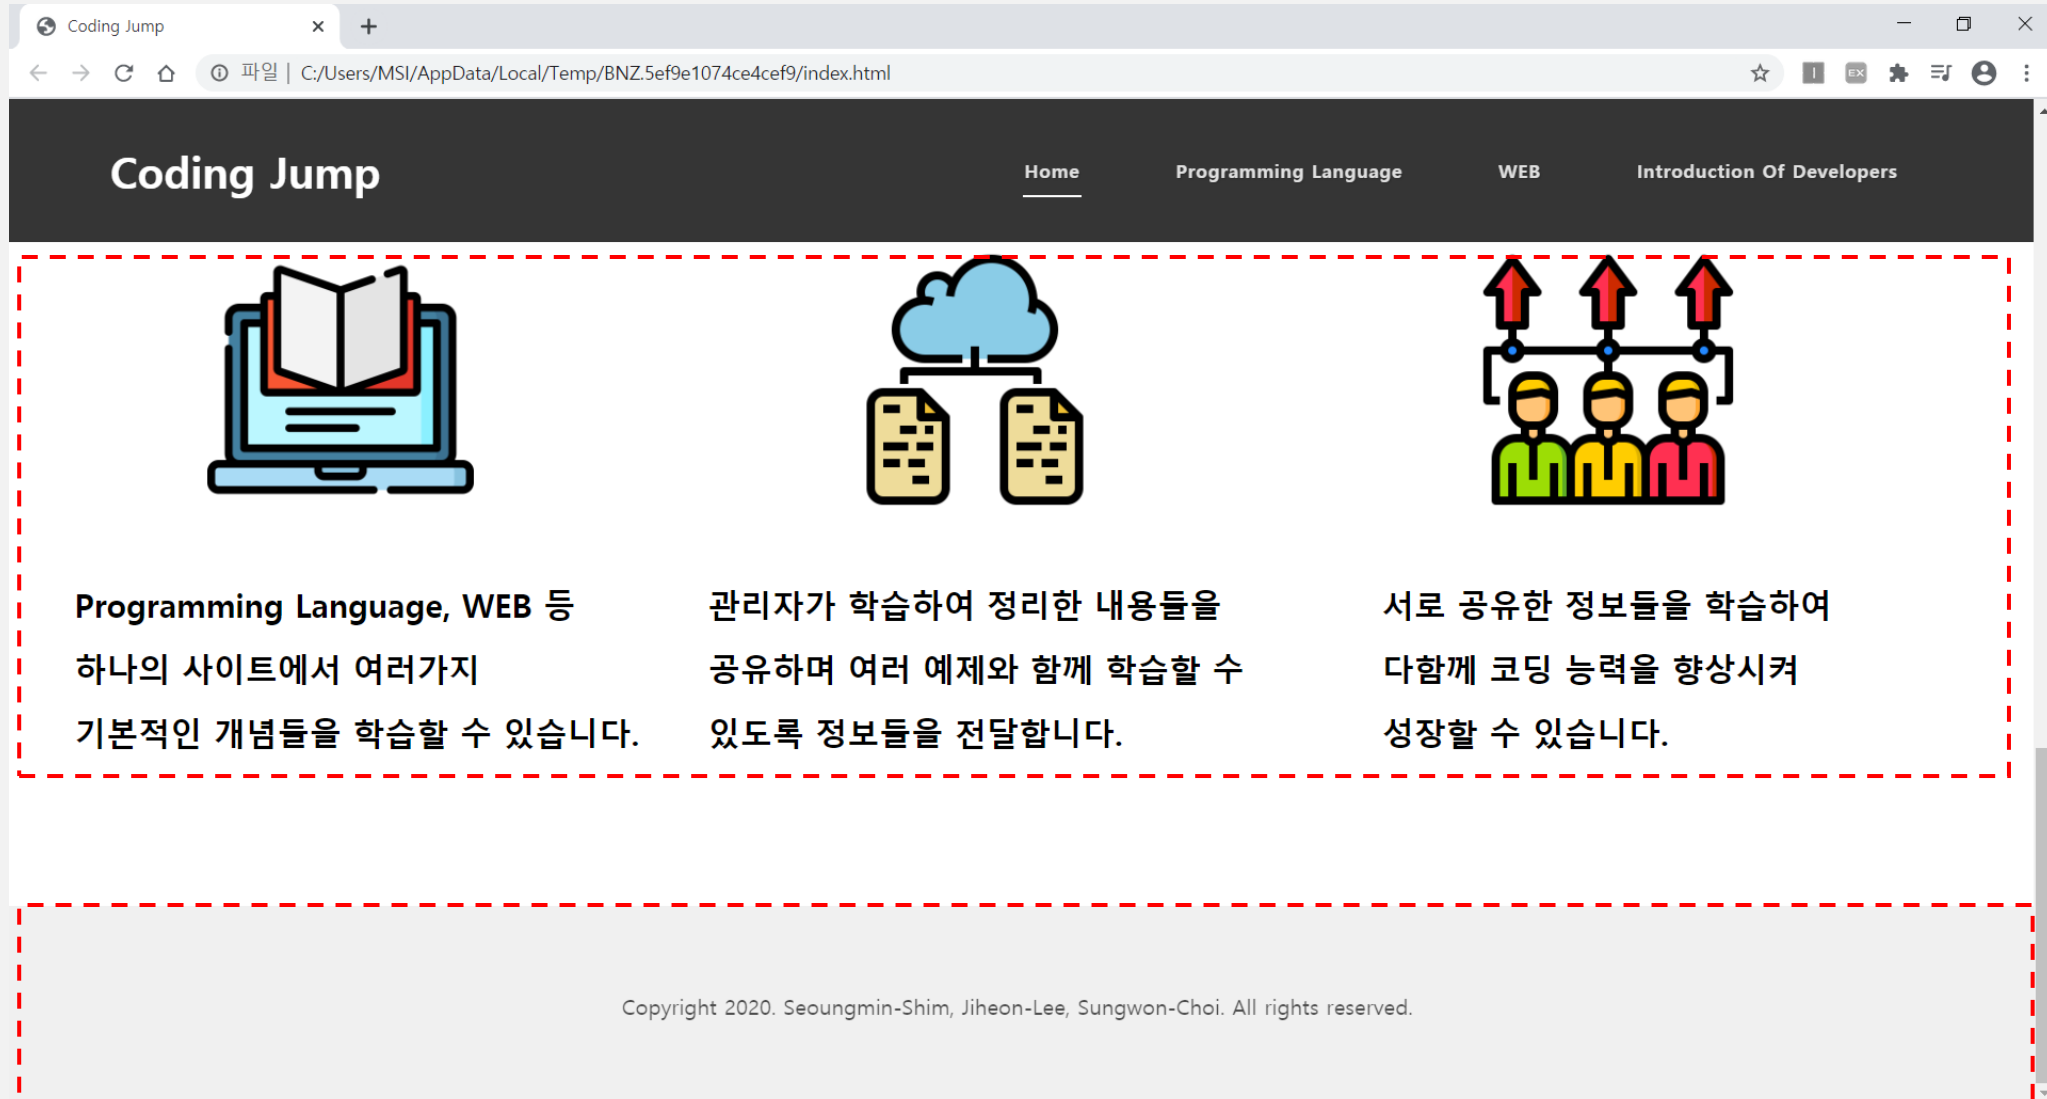 Coding Jump
파일 | C:/Users/MSI/AppData/Local/Temp/BNZ.5ef9e1074ce4cef9/index.html
I
EX
Coding Jump
Home
Programming Language
WEB
Introduction Of Developers
Programming Language, WEB 등
하나의 사이트에서 여러가지
기본적인 개념들을 학습할 수 있습니다.
관리자가 학습하여 정리한 내용들을
공유하며 여러 예제와 함께 학습할 수
있도록 정보들을 전달합니다.
서로 공유한 정보들을 학습하여
다함께 코딩 능력을 향상시켜
성장할 수 있습니다.
Copyright 2020. Seoungmin-Shim, Jiheon-Lee, Sungwon-Choi. All rights reserved.